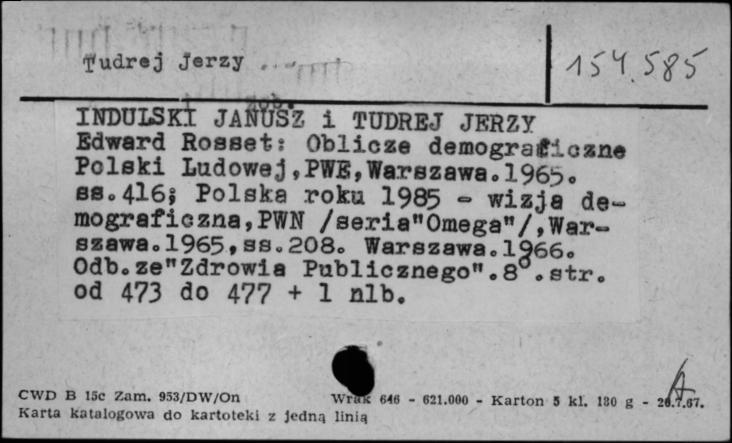 Tudrej Jerzy
154.585
INDULSKI JANUSZ i TUDREJ JERZY
Edward Rosset: Oblicze demograficzne
Polski Ludowej,PWE,Warszawa.1965.
ss.416; Polska roku 1985 - wizja de-
mograficzna,PWN /seria"Omega"/,War-
szawa.1965,ss.208. Warszawa.1966.
Odb.ze"Zdrowia Publicznego".8°.str.
od 473 do 477 + 1 nlb.
CWD B 15c Zam. 953/DW/On Wrak 646 - 621.000 - Karton 5 kl. 180 g - 26.7.67.
Karta katalogowa do kartoteki z jedną linią